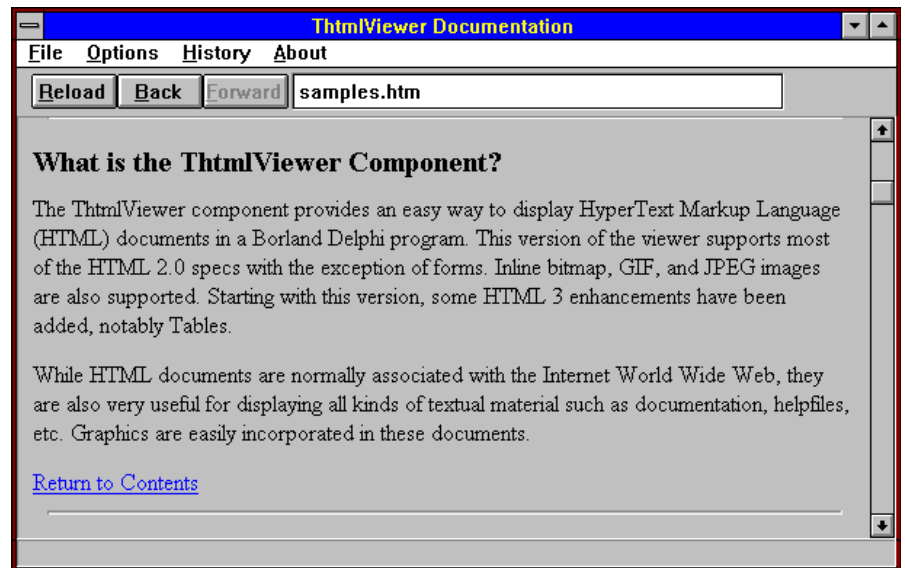 ThtmlViewer Documentation
File Options History About
Reload Back Forward samples.htm
What is the ThtmlViewer Component?
The ThtmlViewer component provides an easy way to display HyperText Markup Language
(HTML) documents in a Borland Delphi program. This version of the viewer supports most
of the HTML 2.0 specs with the exception of forms. Inline bitmap, GIF, and JPEG images
are also supported. Starting with this version, some HTML 3 enhancements have been
added, notably Tables.
While HTML documents are normally associated with the Internet World Wide Web, they
are also very useful for displaying all kinds of textual material such as documentation, helpfiles,
etc. Graphics are easily incorporated in these documents.
Return to Contents